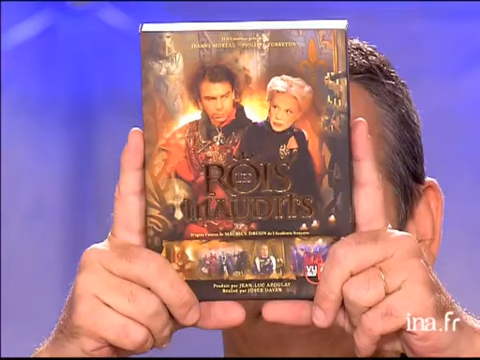 JEANNE MOREAU - PHILIPPE TORRETON
LES
ROIS
MAUDITS
D'après l'œuvre de MAURICE DRUON de l'Académie française
Produit par JEAN-LUC AZOULAY
Réalisé par JOSÉE DAYAN
ina.fr